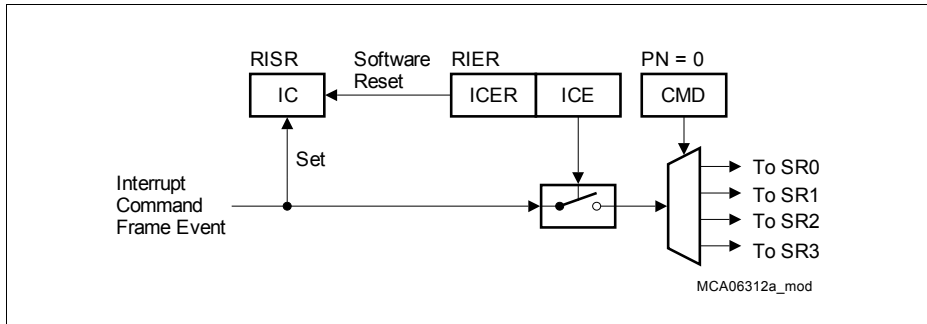 RISR
Software
Reset
RIER
PN = 0
IC
ICER
ICE
CMD
Set
Interrupt
Command
Frame Event
To SR0
To SR1
To SR2
To SR3
MCA06312a_mod